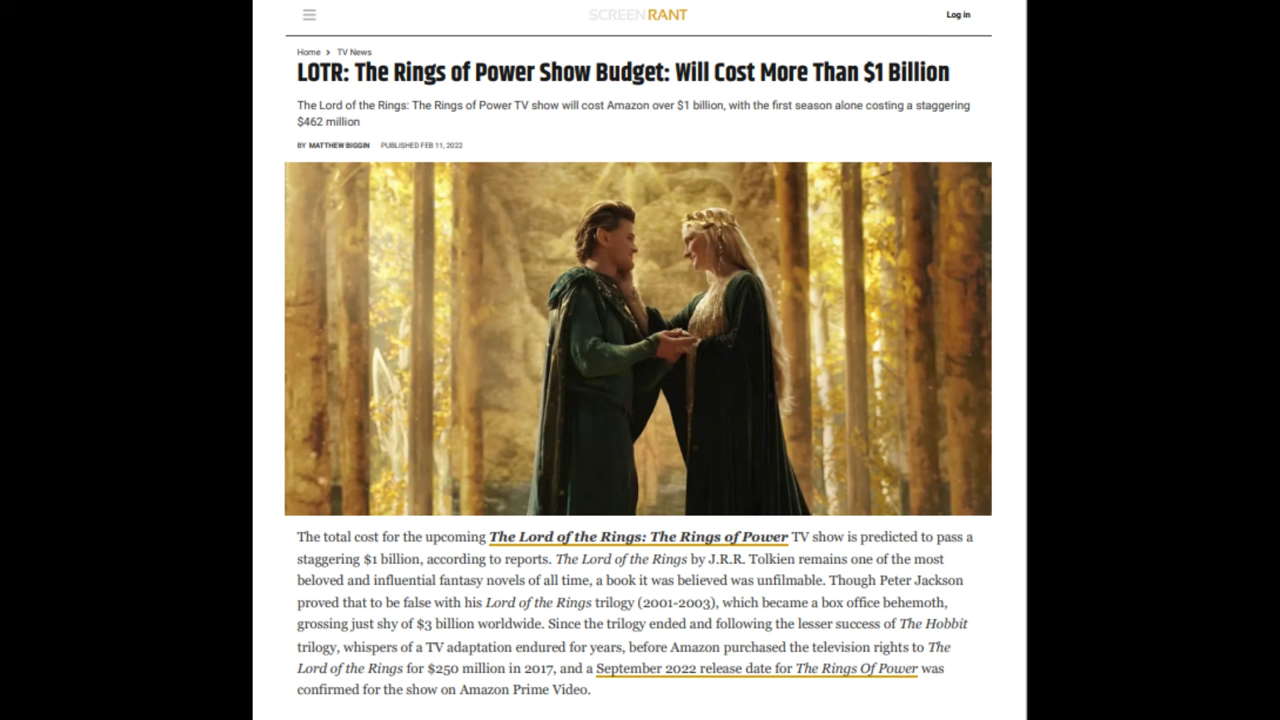 SCREENRANT
Log in
Home > TV News
LOTR: The Rings of Power Show Budget: Will Cost More Than $1 Billion
The Lord of the Rings: The Rings of Power TV show will cost Amazon over $1 billion, with the first season alone costing a staggering
$462 million
BY MATTHEW BIGGIN PUBLISHED FEB 11, 2022
The total cost for the upcoming The Lord of the Rings: The Rings of Power TV show is predicted to pass a
staggering $1 billion, according to reports. The Lord of the Rings by J.R.R. Tolkien remains one of the most
beloved and influential fantasy novels of all time, a book it was believed was unfilmable. Though Peter Jackson
proved that to be false with his Lord of the Rings trilogy (2001-2003), which became a box office behemoth,
grossing just shy of $3 billion worldwide. Since the trilogy ended and following the lesser success of The Hobbit
trilogy, whispers of a TV adaptation endured for years, before Amazon purchased the television rights to The
Lord of the Rings for $250 million in 2017, and a September 2022 release date for The Rings Of Power was
confirmed for the show on Amazon Prime Video.